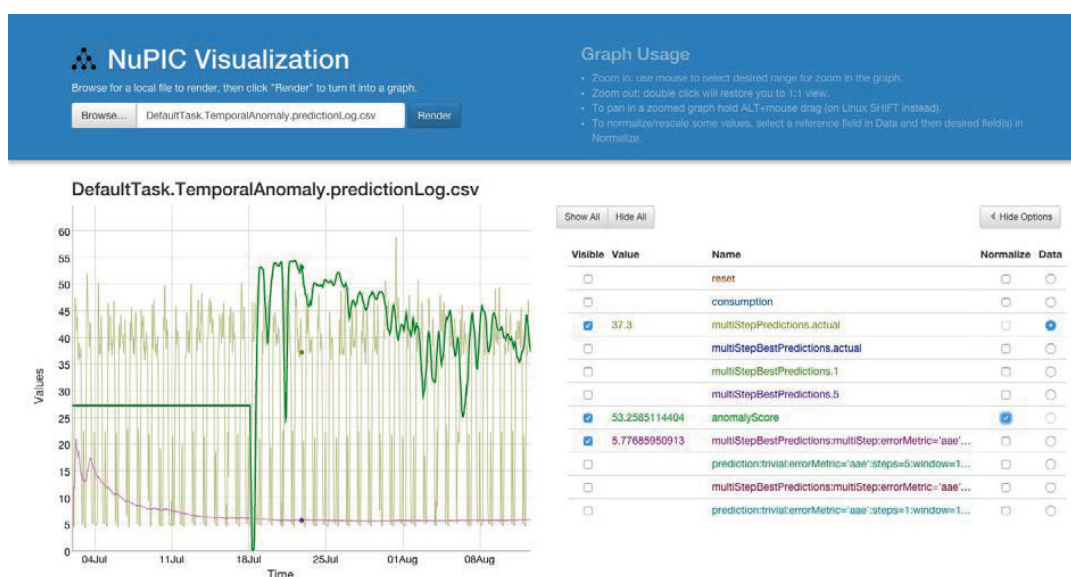 NuPIC Visualization
Browse for a local file to render, then click "Render" to turn it into a graph.
Browse... DefaultTask.TemporalAnomaly.predictionLog.csv Render
Graph Usage
• Zoom in: use mouse to select desired range for zoom in the graph.
• Zoom out: double click will restore you to 1:1 view.
• To pan in a zoomed graph hold ALT+mouse drag (on Linux SHIFT instead).
• To normalize/rescale some values, select a reference field in Data and then desired field(s) in
Normalize.
DefaultTask.TemporalAnomaly.predictionLog.csv
60
55
50
45
40
35
30
25
20
15
10
5
0
Values
04Jul 11Jul 18Jul 25Jul 01Aug 08Aug
Time
Show All Hide All Hide Options
Visible Value Name Normalize Data
reset
consumption
37.3 multiStepPredictions.actual
multiStepBestPredictions.actual
multiStepBestPredictions.1
multiStepBestPredictions.5
53.2585114404 anomalyScore
5.77685950913 multiStepBestPredictions:multiStep:errorMetric='aae'...
prediction:trivial:errorMetric='aae':steps=5:window=1...
multiStepBestPredictions:multiStep:errorMetric='aae'...
prediction:trivial:errorMetric='aae':steps=1:window=1...